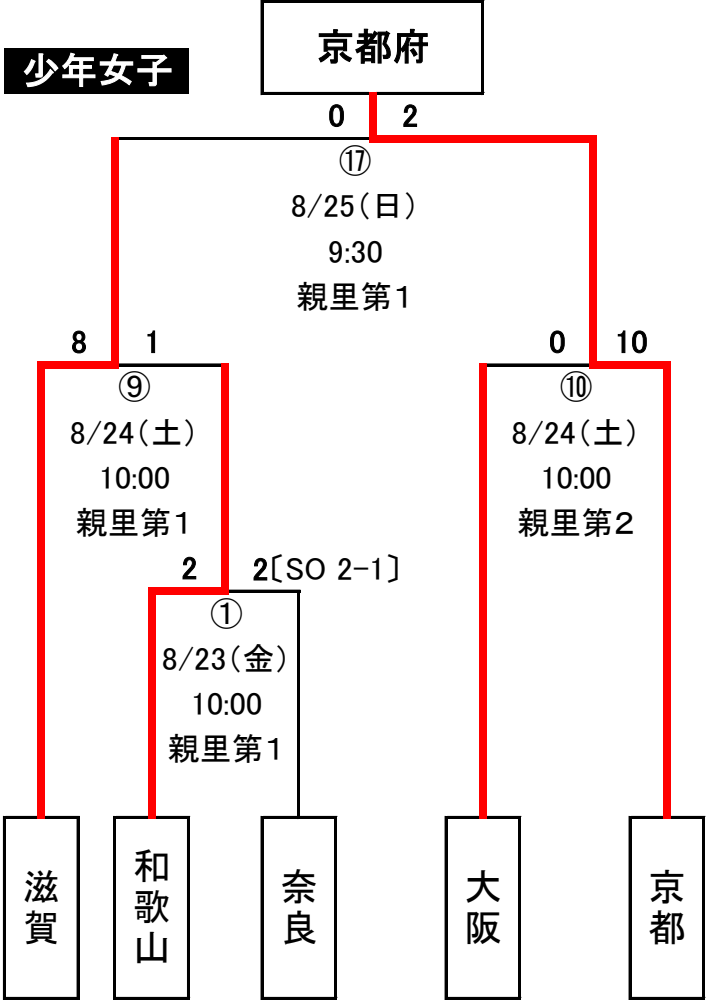 京都府
少年女子
0 2
⑰
8/25(日)
9:30
親里第1
8 1
0 10
⑨
8/24(土)
10:00
親里第1
⑩
8/24(土)
10:00
親里第2
2 2〔SO 2-1〕
①
8/23(金)
10:00
親里第1
滋賀
和歌山
奈良
大阪
京都